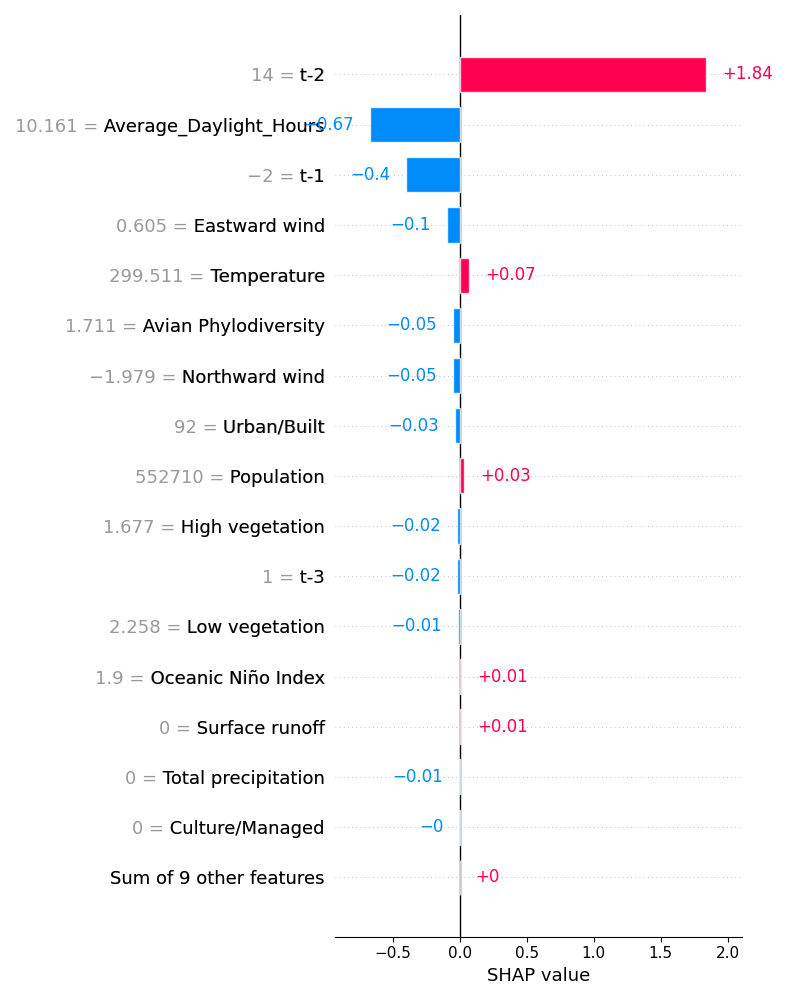 14 = t-2 +1.84
10.161 = Average_Daylight_Hours −0.67
−2 = t-1 −0.4
0.605 = Eastward wind −0.1
299.511 = Temperature +0.07
1.711 = Avian Phylodiversity −0.05
−1.979 = Northward wind −0.05
92 = Urban/Built −0.03
552710 = Population +0.03
1.677 = High vegetation −0.02
1 = t-3 −0.02
2.258 = Low vegetation −0.01
1.9 = Oceanic Niño Index +0.01
0 = Surface runoff +0.01
0 = Total precipitation −0.01
0 = Culture/Managed −0
Sum of 9 other features +0
−0.5 0.0 0.5 1.0 1.5 2.0
SHAP value